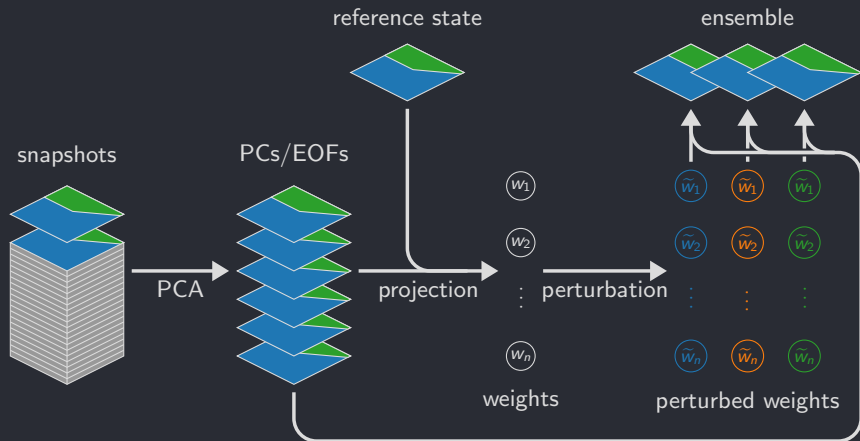 reference state
ensemble
snapshots
PCs/EOFs
w₁
w̃₁ w̃₁ w̃₁
w₂
w̃₂ w̃₂ w̃₂
PCA
projection
perturbation
⋮
⋮ ⋮ ⋮
wₙ
w̃ₙ w̃ₙ w̃ₙ
weights
perturbed weights